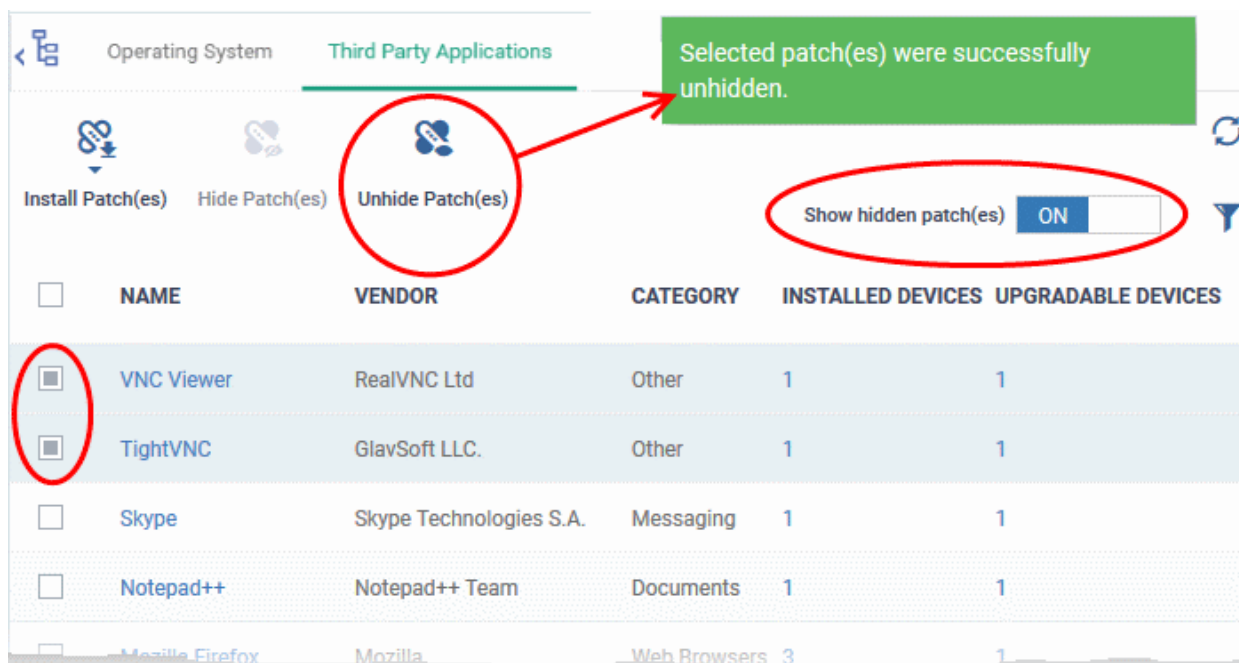 Operating System Third Party Applications
Selected patch(es) were successfully
unhidden.
Install Patch(es) Hide Patch(es) Unhide Patch(es)
Show hidden patch(es) ON
NAME VENDOR CATEGORY INSTALLED DEVICES UPGRADABLE DEVICES
VNC Viewer RealVNC Ltd Other 1 1
TightVNC GlavSoft LLC. Other 1 1
Skype Skype Technologies S.A. Messaging 1 1
Notepad++ Notepad++ Team Documents 1 1
Mozilla Firefox Mozilla Web Browsers 3 1